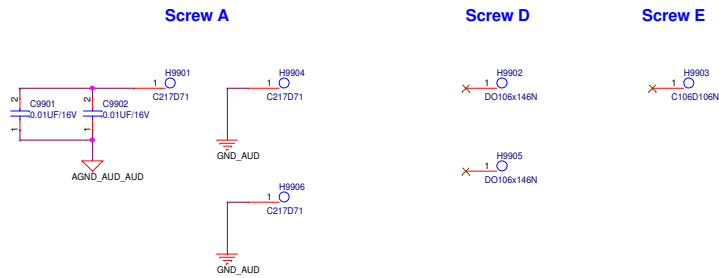 Screw A
Screw D
Screw E
H9901
1
C217D71
2
C9901
0.01UF/16V
1
2
C9902
0.01UF/16V
1
AGND_AUD_AUD
H9904
1
C217D71
GND_AUD
H9906
1
C217D71
GND_AUD
H9902
1
DO106x146N
H9905
1
DO106x146N
H9903
1
C106D106N